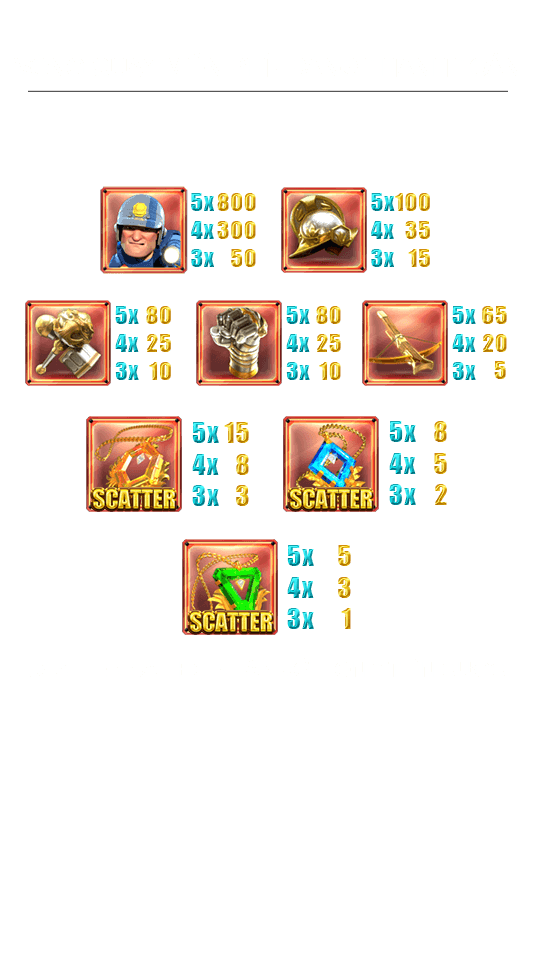 5x 800
4x 300
3x 50
5x 100
4x 35
3x 15
5x 80
4x 25
3x 10
5x 80
4x 25
3x 10
5x 65
4x 20
3x 5
SCATTER
5x 15
4x 8
3x 3
SCATTER
5x 8
4x 5
3x 2
SCATTER
5x 5
4x 3
3x 1